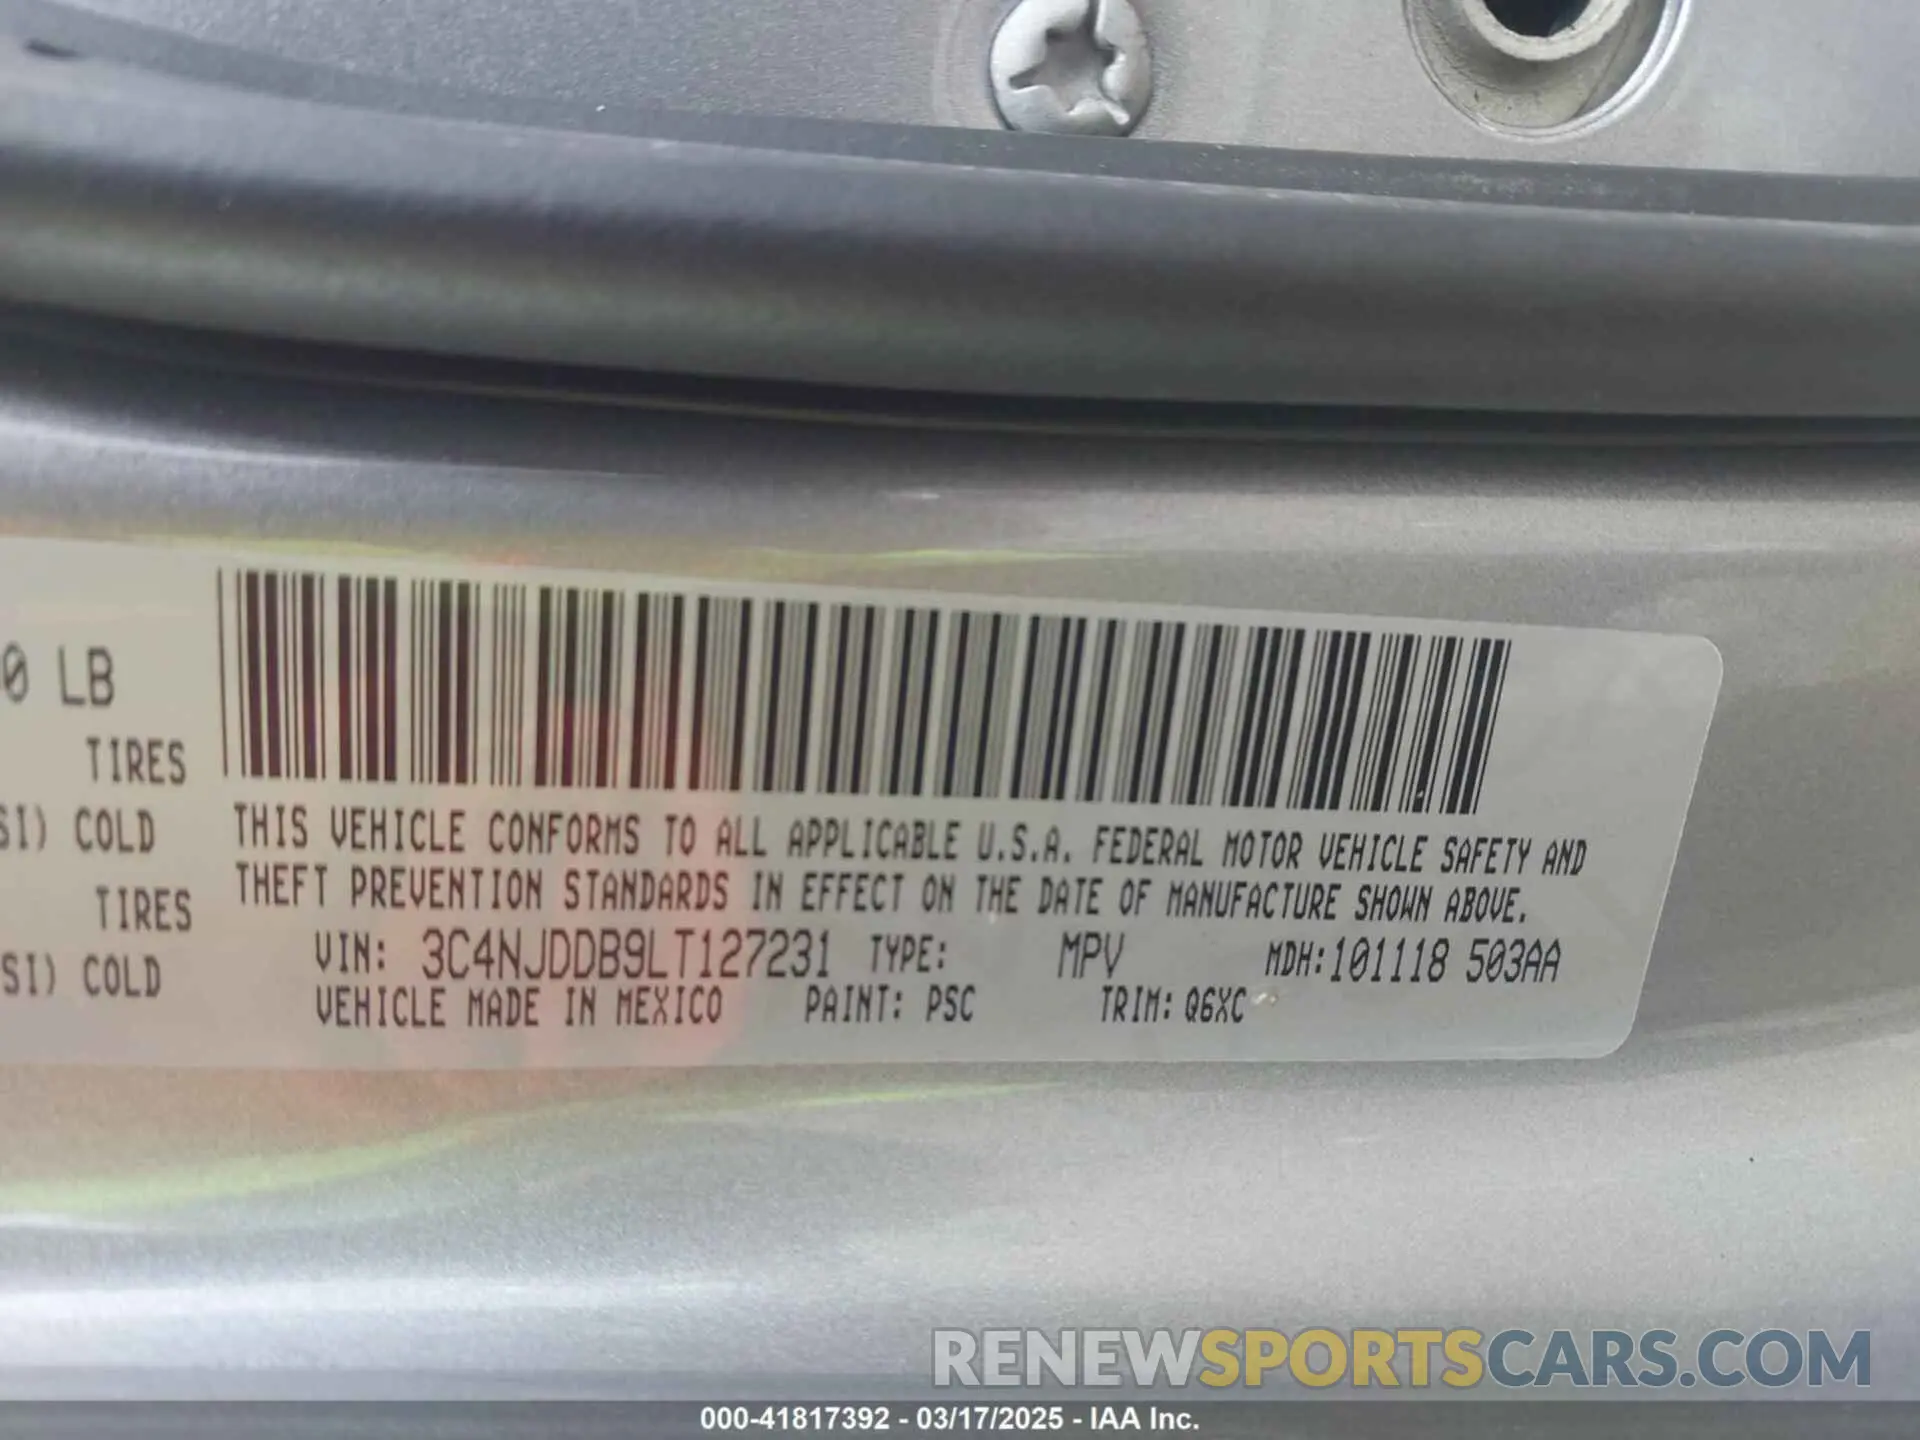 0 LB
TIRES
SI) COLD
TIRES
SI) COLD
THIS VEHICLE CONFORMS TO ALL APPLICABLE U.S.A. FEDERAL MOTOR VEHICLE SAFETY AND
THEFT PREVENTION STANDARDS IN EFFECT ON THE DATE OF MANUFACTURE SHOWN ABOVE.
VIN: 3C4NJDDB9LT127231 TYPE: MPV MDH:101118 503AA
VEHICLE MADE IN MEXICO PAINT: PSC TRIM: Q6XC
RENEWSPORTSCARS.COM
000-41817392 - 03/17/2025 - IAA Inc.